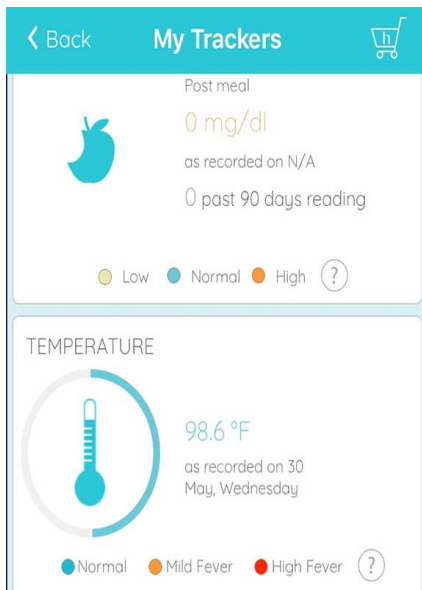 Back My Trackers h
Post meal
0 mg/dl
as recorded on N/A
0 past 90 days reading
Low Normal High ?
TEMPERATURE
98.6 °F
as recorded on 30
May, Wednesday
Normal Mild Fever High Fever ?